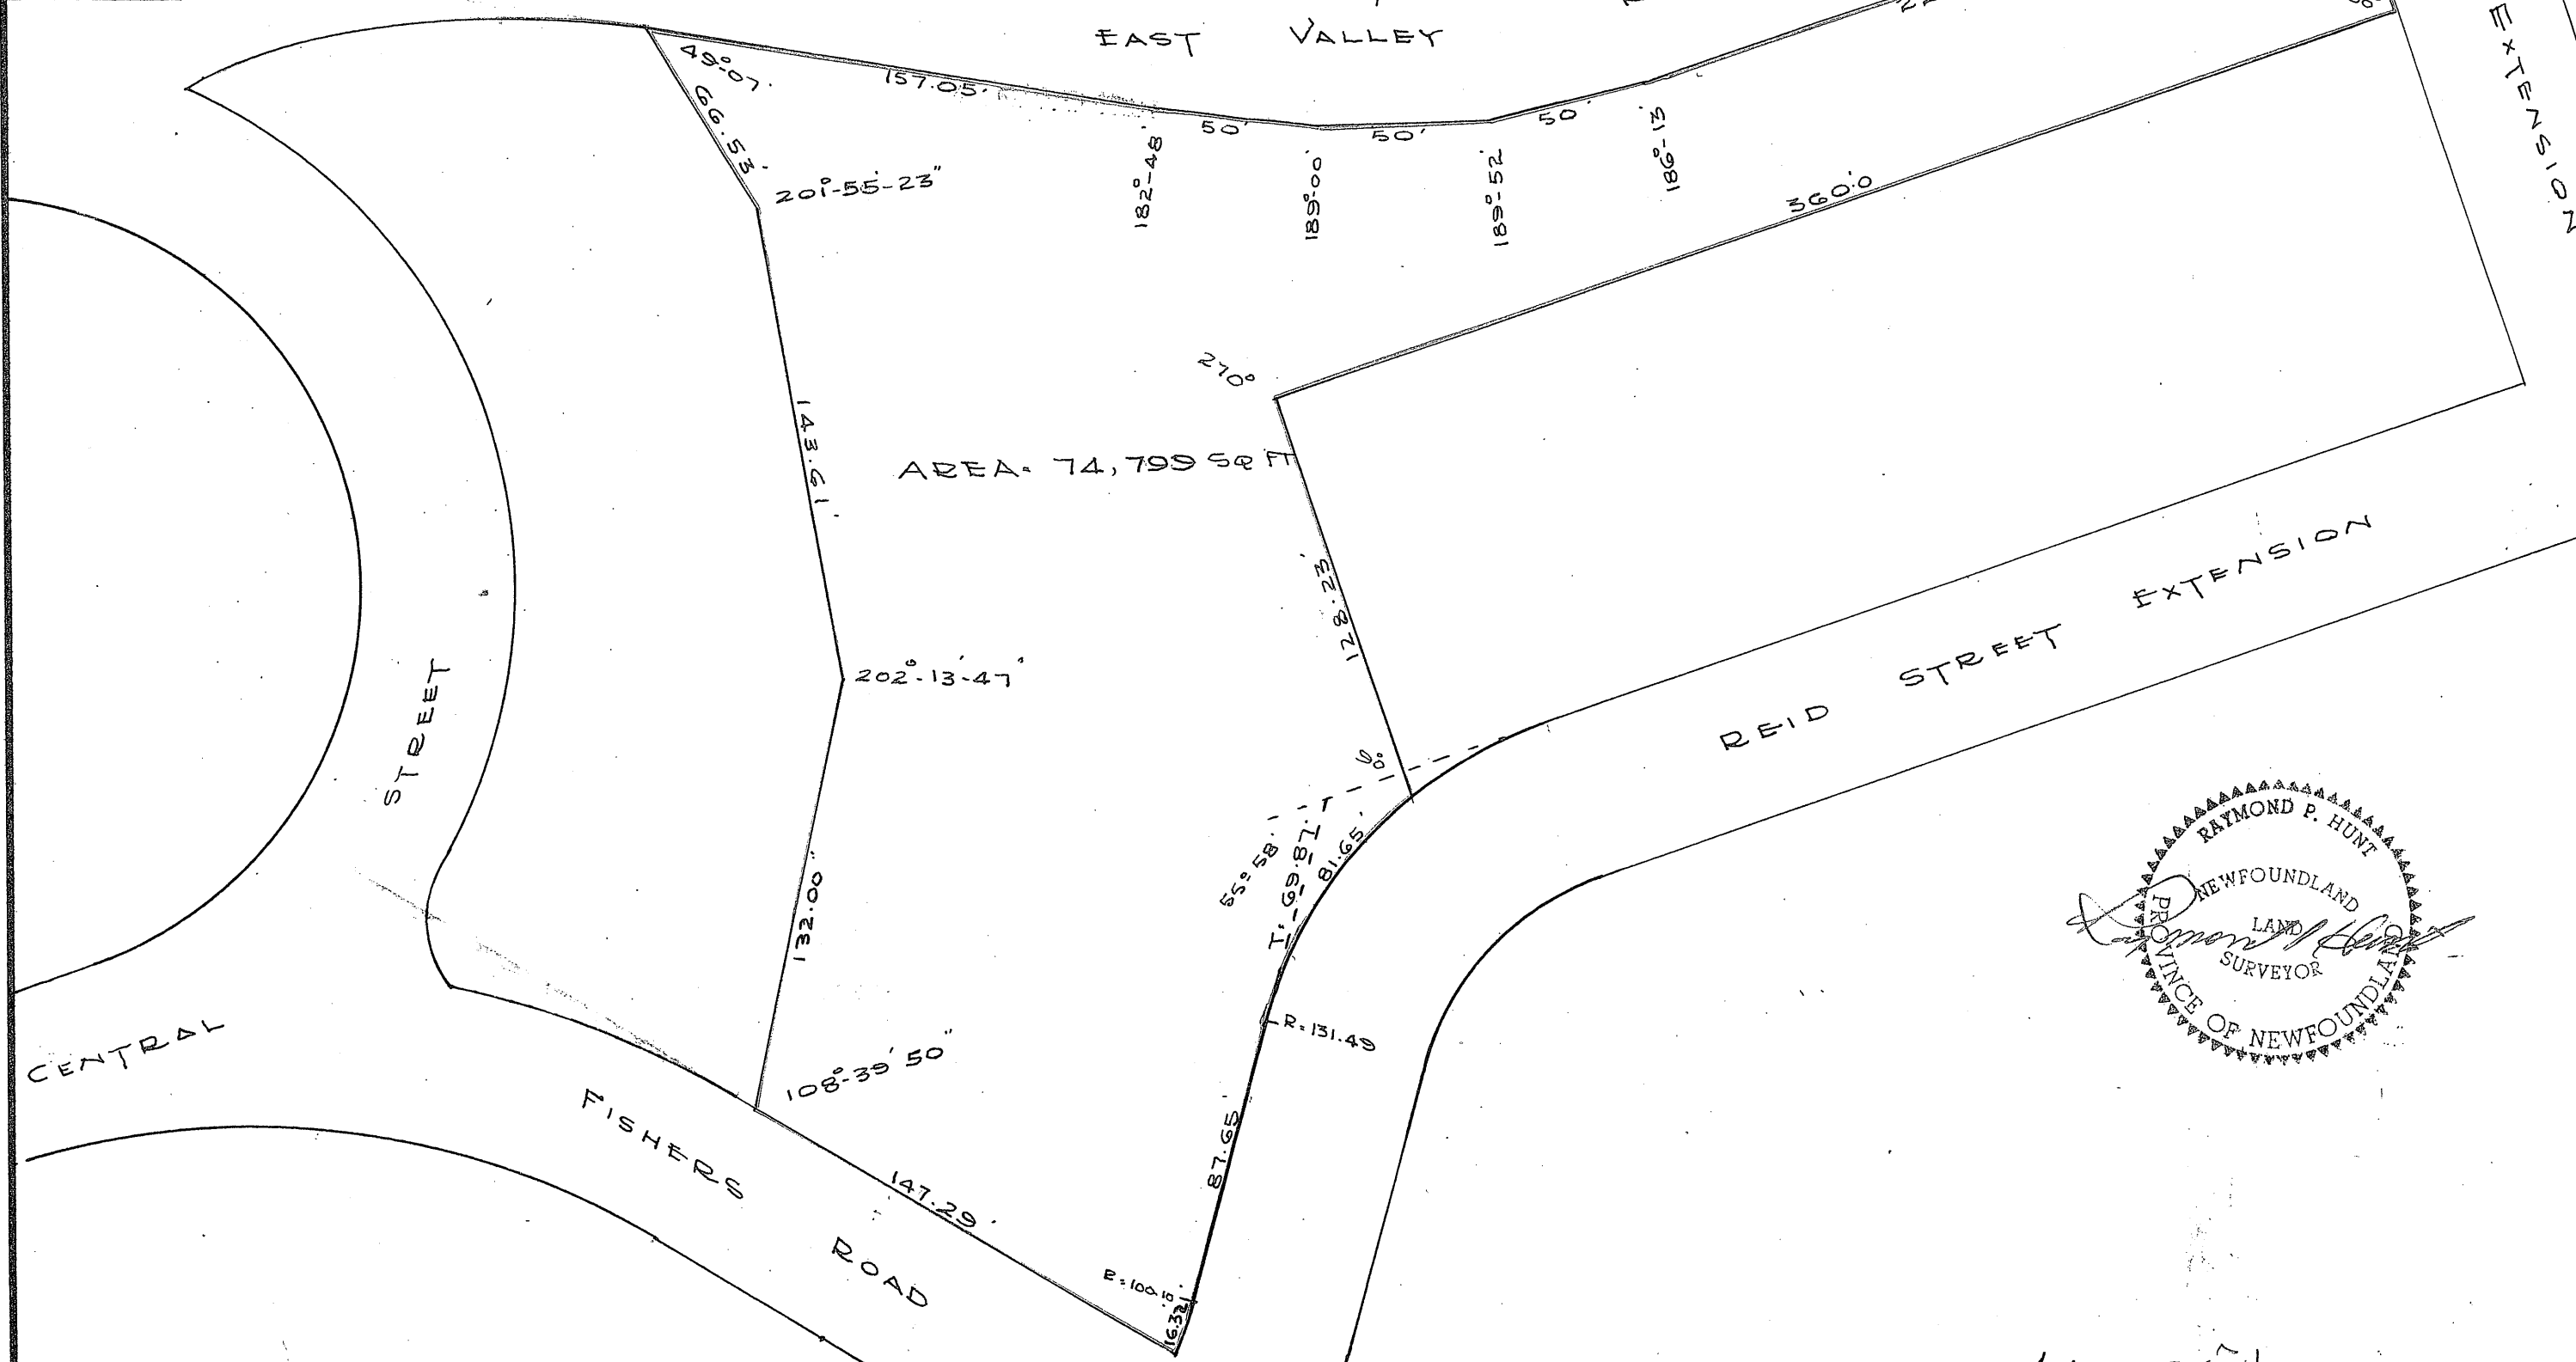 EAST VALLEY
EXTENSION
49°-07'
157.05'
66.53'
50'
50'
50'
182°-48'
189°-00'
189°-52'
186°-13'
201°-55'-23"
360.0
270°
143.61'
AREA = 74,799 SQ FT
128.23'
202°-13'-47"
STREET
REID STREET EXTENSION
90°
55°58'
T=69.87'
81.65'
132.00"
R=131.49
108°-39'50"
CENTRAL
FISHERS ROAD
87.65'
147.29'
R=100.10'
16.32'
RAYMOND P. HUNT
NEWFOUNDLAND
LAND
SURVEYOR
PROVINCE OF NEWFOUNDLAND